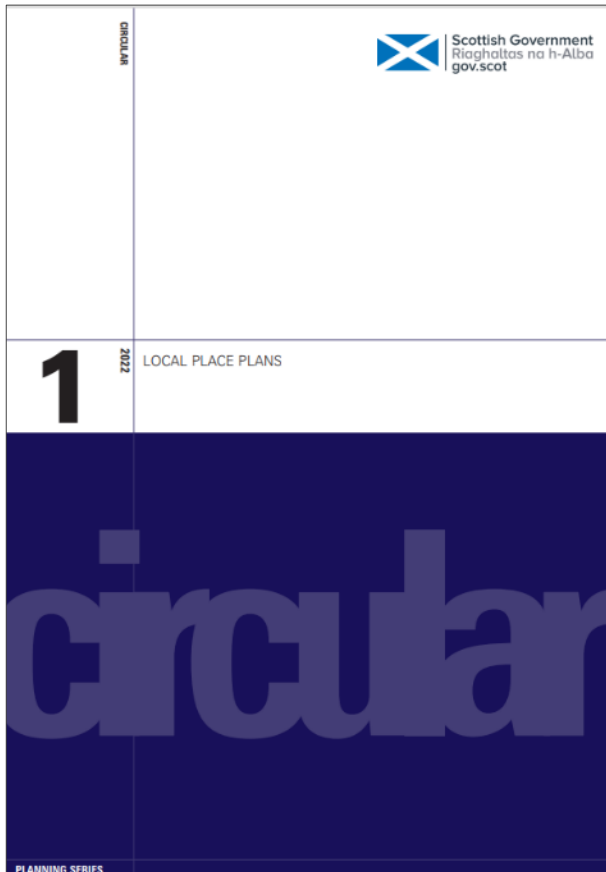 CIRCULAR
Scottish Government
Riaghaltas na h-Alba
gov.scot
1
2022
LOCAL PLACE PLANS
circular
PLANNING SERIES